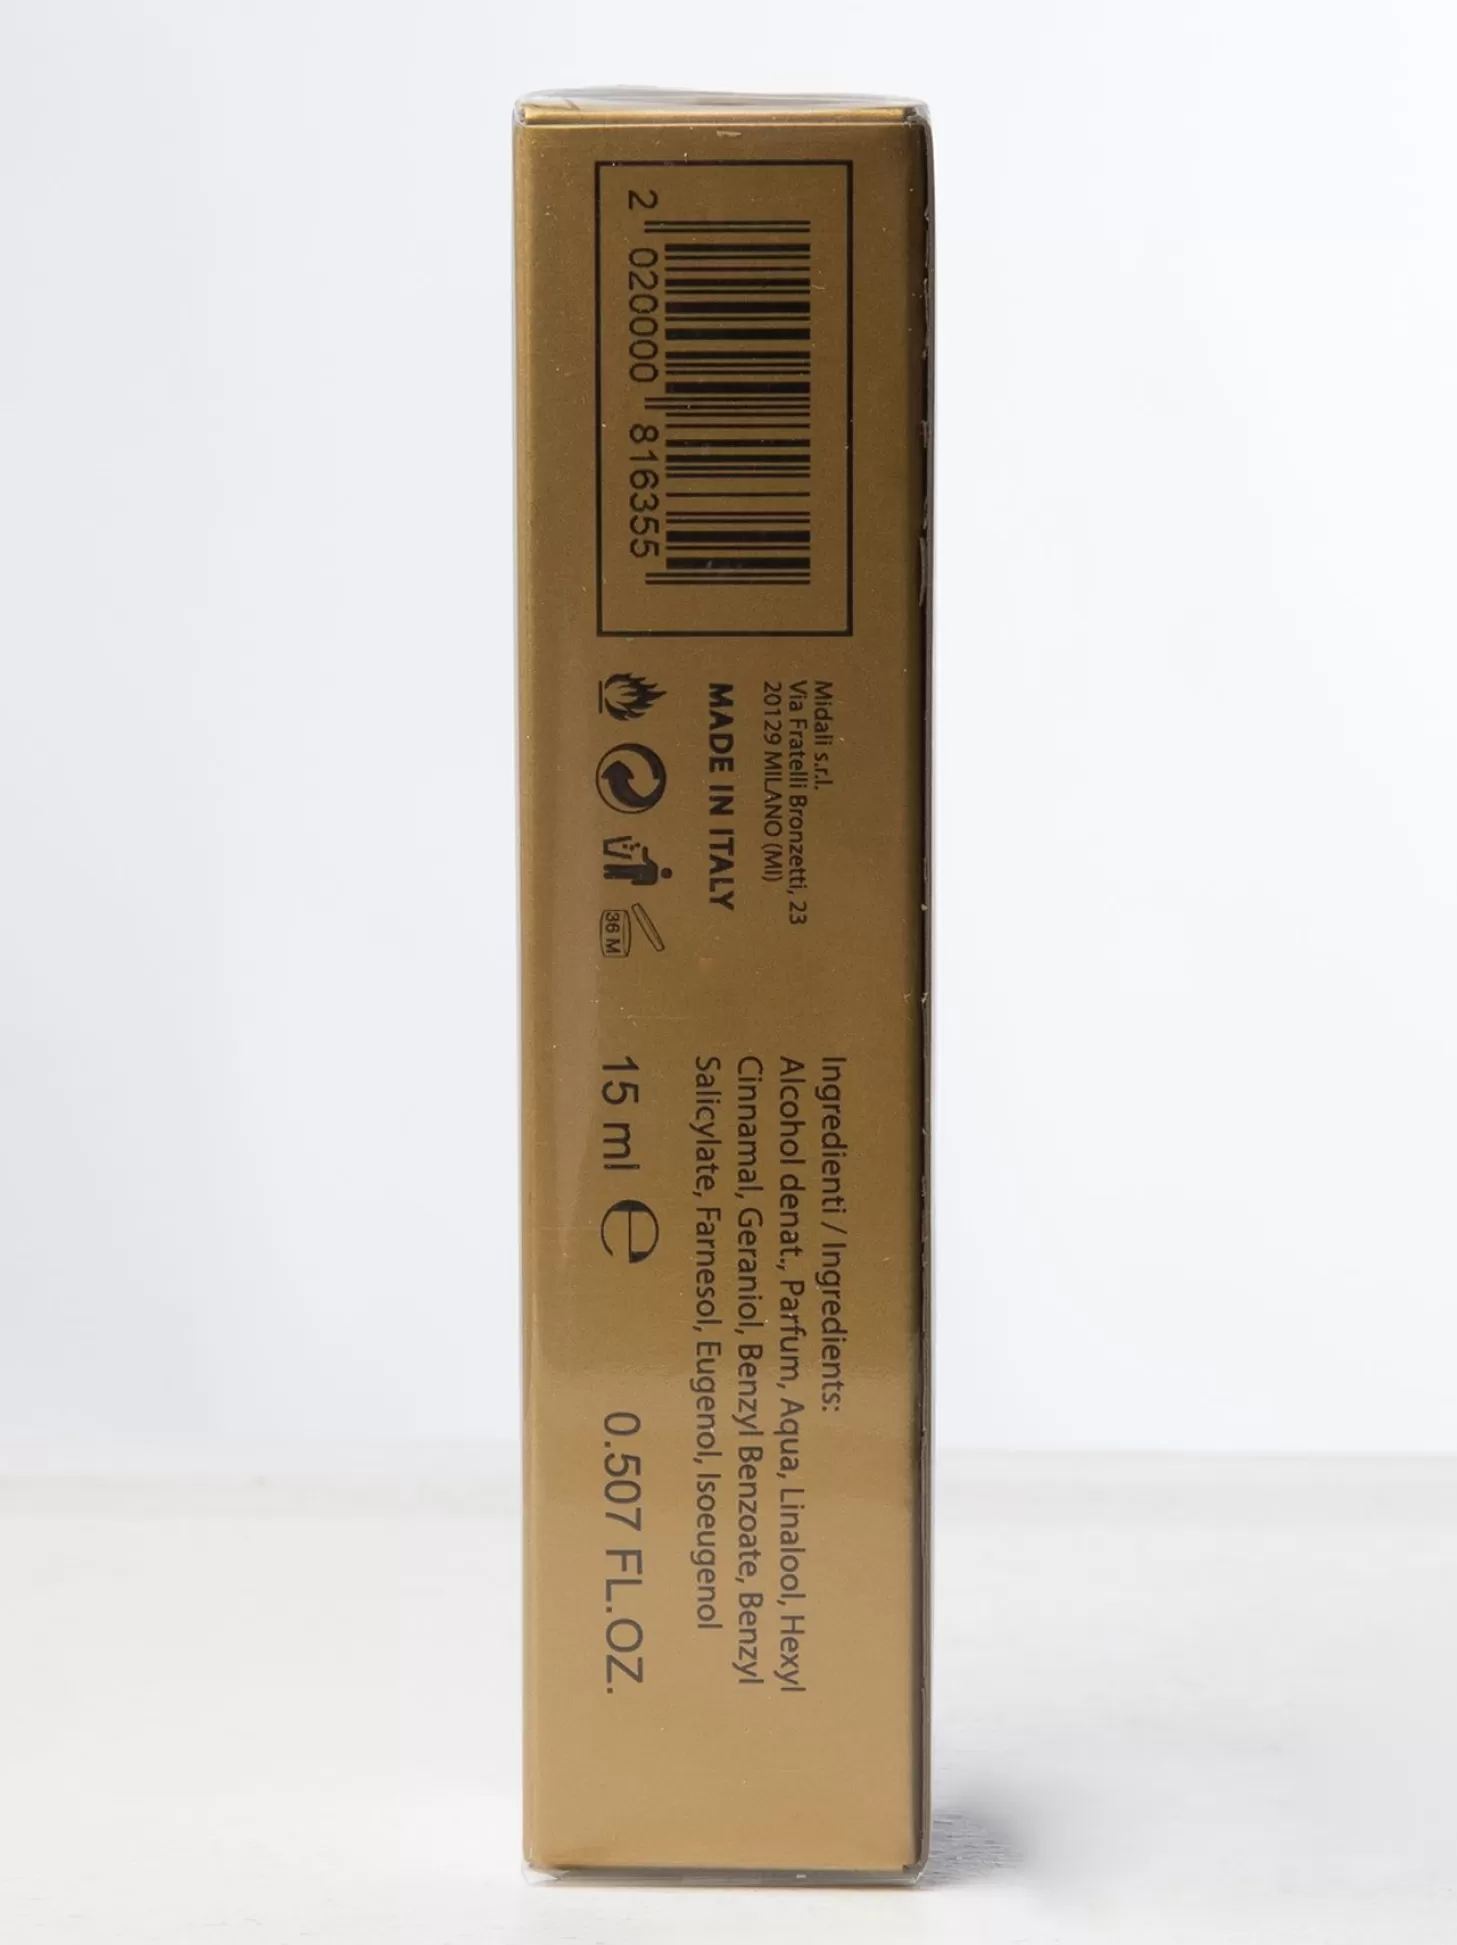 2 020000 816355
Midali s.r.l.
Via Fratelli Bronzetti, 23
20129 MILANO (MI)
MADE IN ITALY
36 M
Ingredienti / Ingredients:
Alcohol denat., Parfum, Aqua, Linalool, Hexyl
Cinnamal, Geraniol, Benzyl Benzoate, Benzyl
Salicylate, Farnesol, Eugenol, Isoeugenol
15 ml e 0.507 FL.OZ.